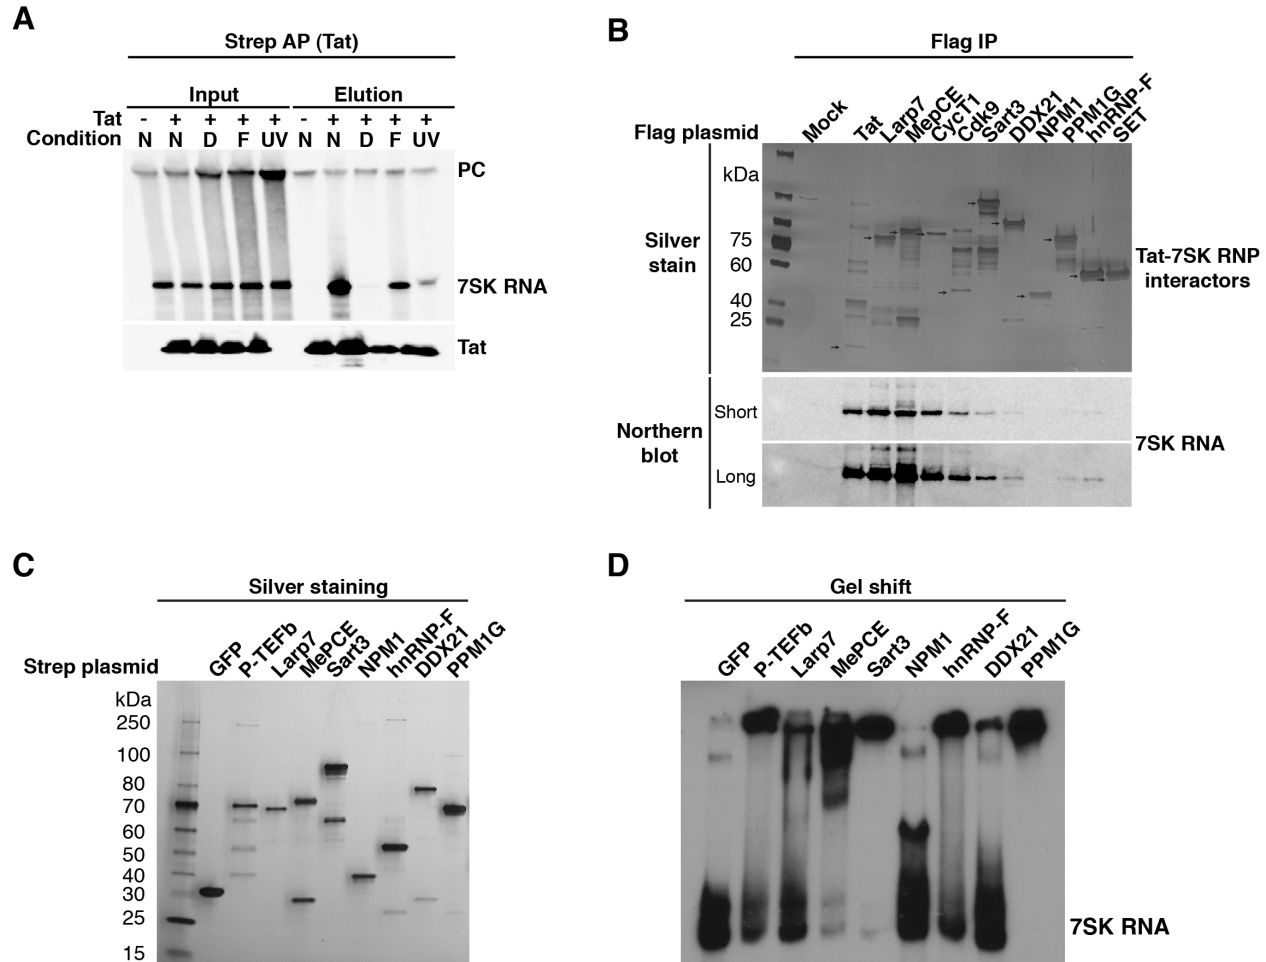 A
Strep AP (Tat)
Input Elution
Tat - + + + + - + + + +
Condition N N D F UV N N D F UV
PC
7SK RNA
Tat
B
Flag IP
Flag plasmid Mock Tat Larp7 MepCE CycT1 Cdk9 Sart3 DDX21 NPM1 PPM1G hnRNP-F SET
kDa
75
60
40
25
Silver
stain
Tat-7SK RNP
interactors
Northern
blot
Short
Long
7SK RNA
C
Silver staining
Strep plasmid GFP P-TEFb Larp7 MePCE Sart3 NPM1 hnRNP-F DDX21 PPM1G
kDa
250
100
80
70
60
50
40
30
25
15
D
Gel shift
GFP P-TEFb Larp7 MePCE Sart3 NPM1 hnRNP-F DDX21 PPM1G
7SK RNA